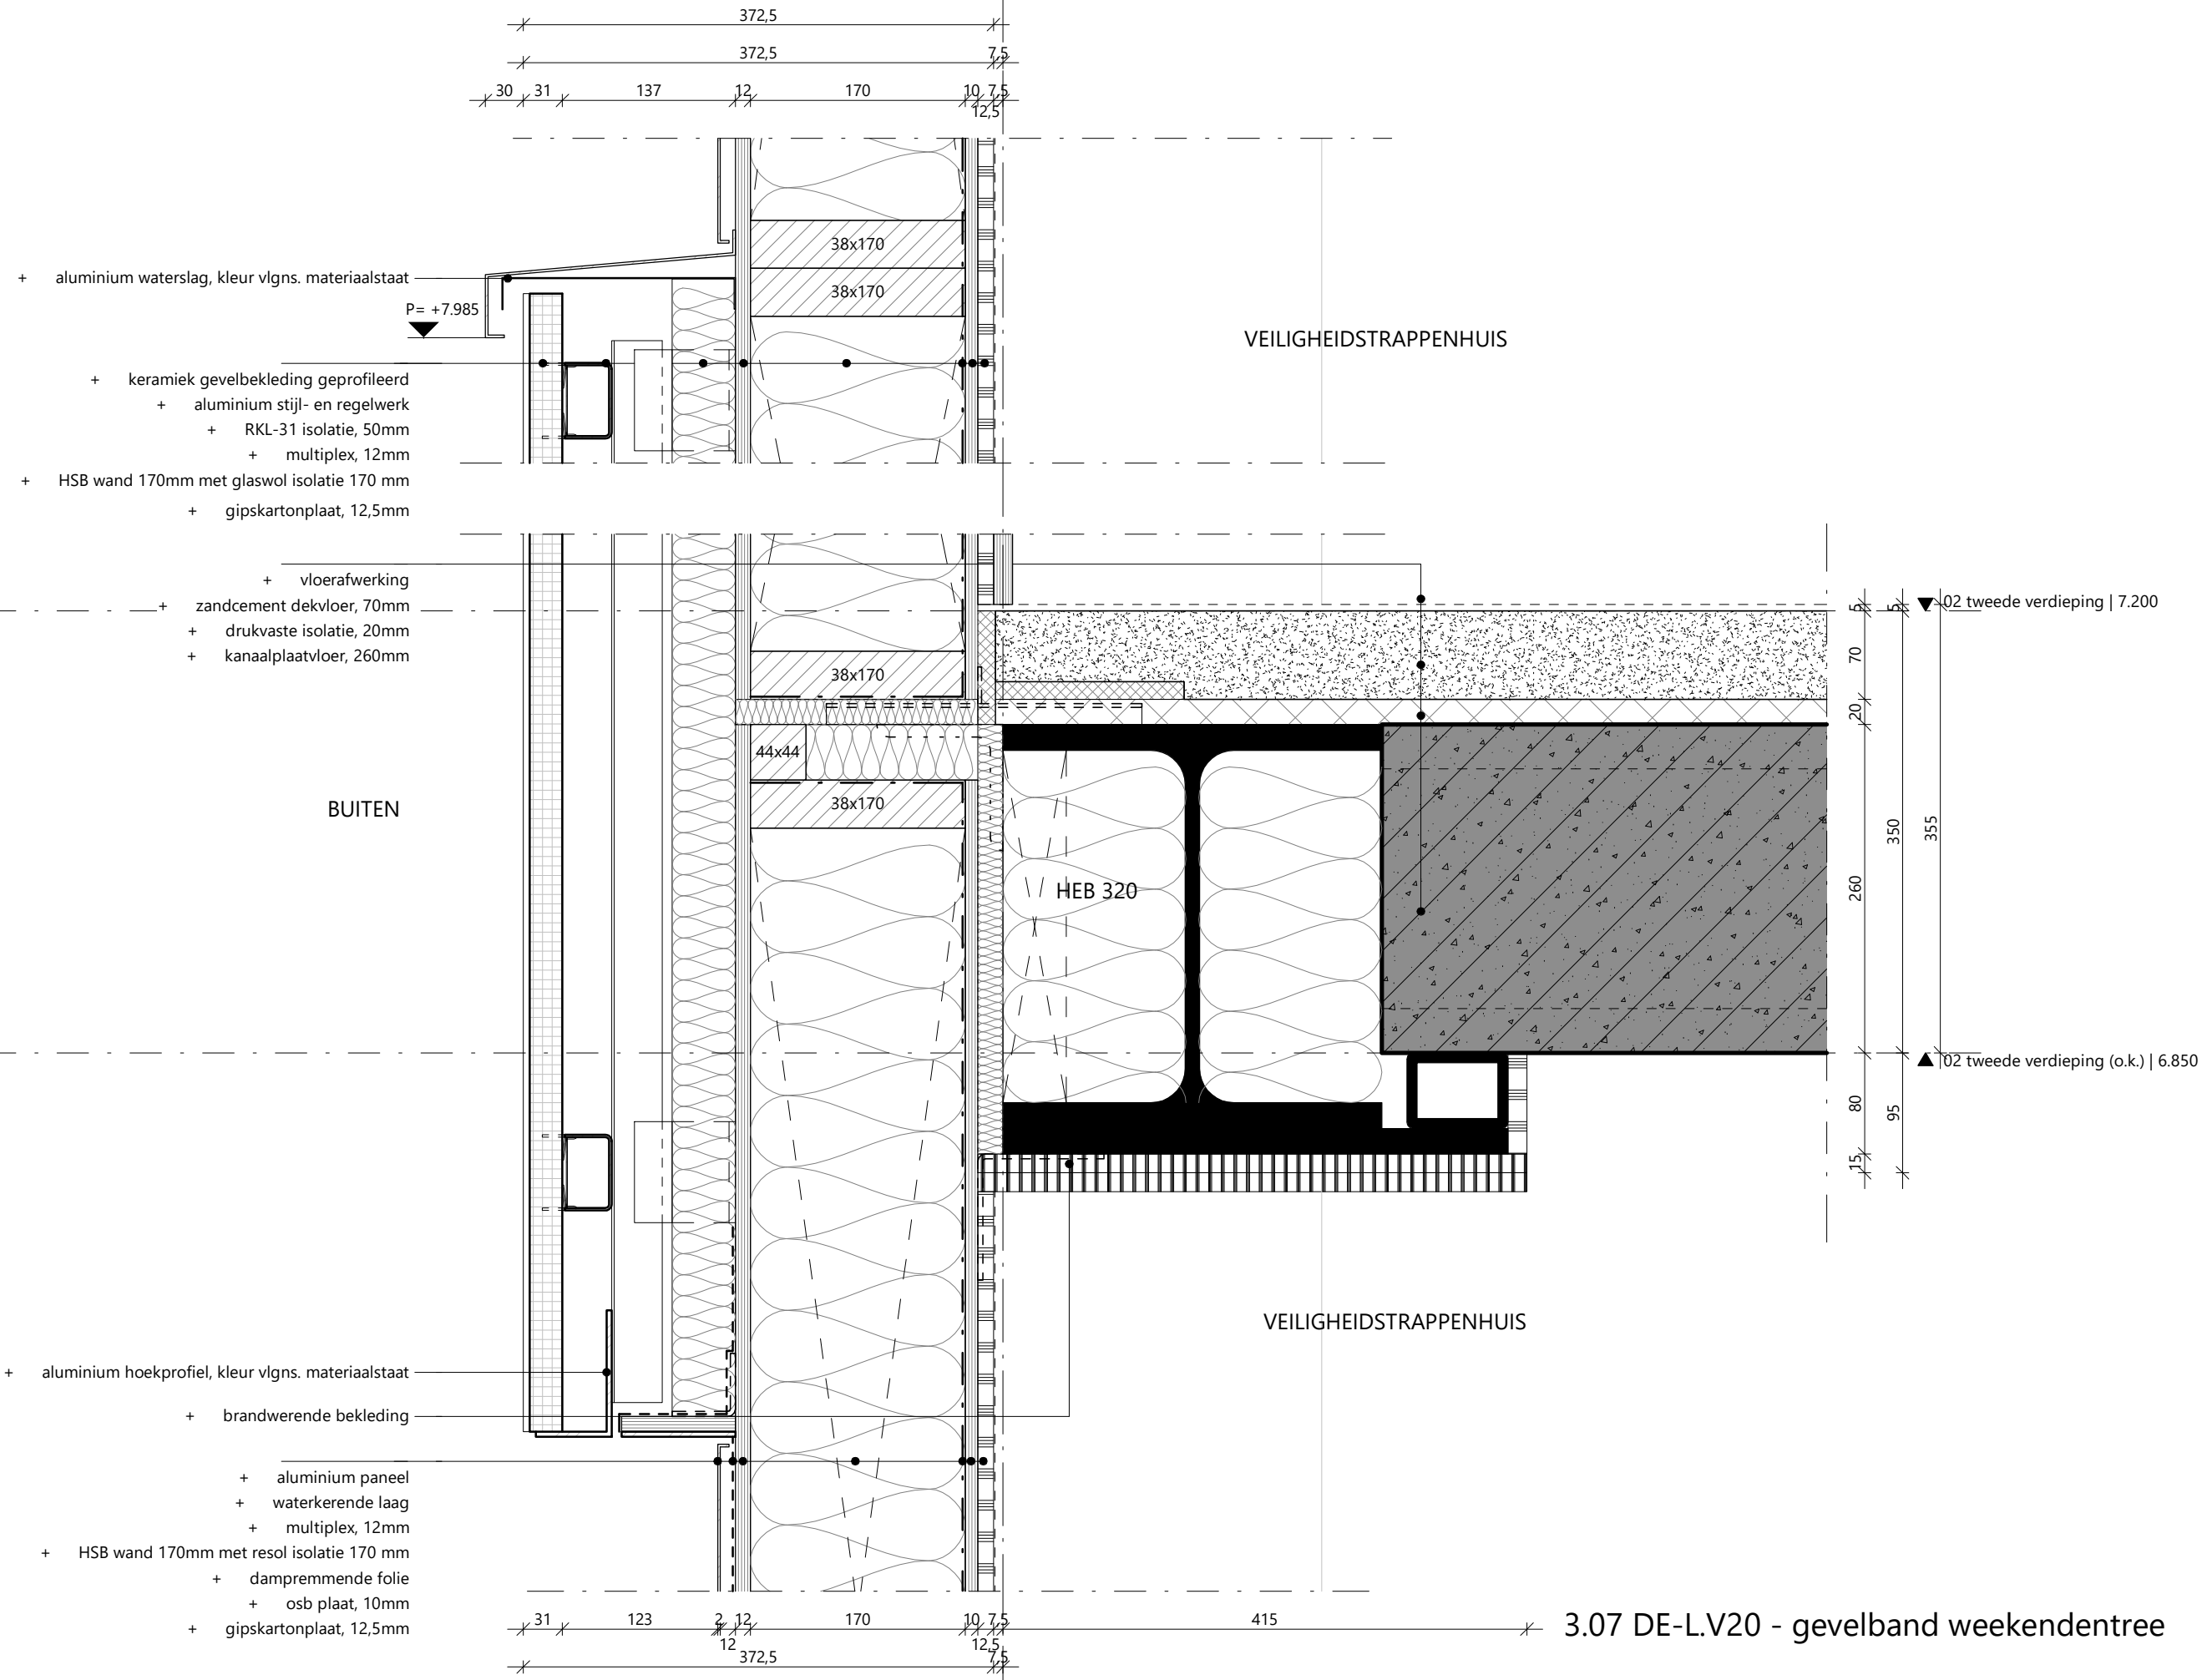 372,5
372,5
7,5
30
31
137
12
170
10
7,5
12,5
38x170
38x170
+ aluminium waterslag, kleur vlgns. materiaalstaat
P= +7.985
VEILIGHEIDSTRAPPENHUIS
+ keramiek gevelbekleding geprofileerd
+ aluminium stijl- en regelwerk
+ RKL-31 isolatie, 50mm
+ multiplex, 12mm
+ HSB wand 170mm met glaswol isolatie 170 mm
+ gipskartonplaat, 12,5mm
+ vloerafwerking
+ zandcement dekvloer, 70mm
+ drukvaste isolatie, 20mm
+ kanaalplaatvloer, 260mm
5
5
02 tweede verdieping | 7.200
38x170
70
20
44x44
38x170
BUITEN
HEB 320
260
350
355
02 tweede verdieping (o.k.) | 6.850
80
95
15
VEILIGHEIDSTRAPPENHUIS
+ aluminium hoekprofiel, kleur vlgns. materiaalstaat
+ brandwerende bekleding
+ aluminium paneel
+ waterkerende laag
+ multiplex, 12mm
+ HSB wand 170mm met resol isolatie 170 mm
+ dampremmende folie
+ osb plaat, 10mm
+ gipskartonplaat, 12,5mm
31
123
2
12
12
170
10
7,5
12,5
415
372,5
7,5
3.07 DE-L.V20 - gevelband weekendentree